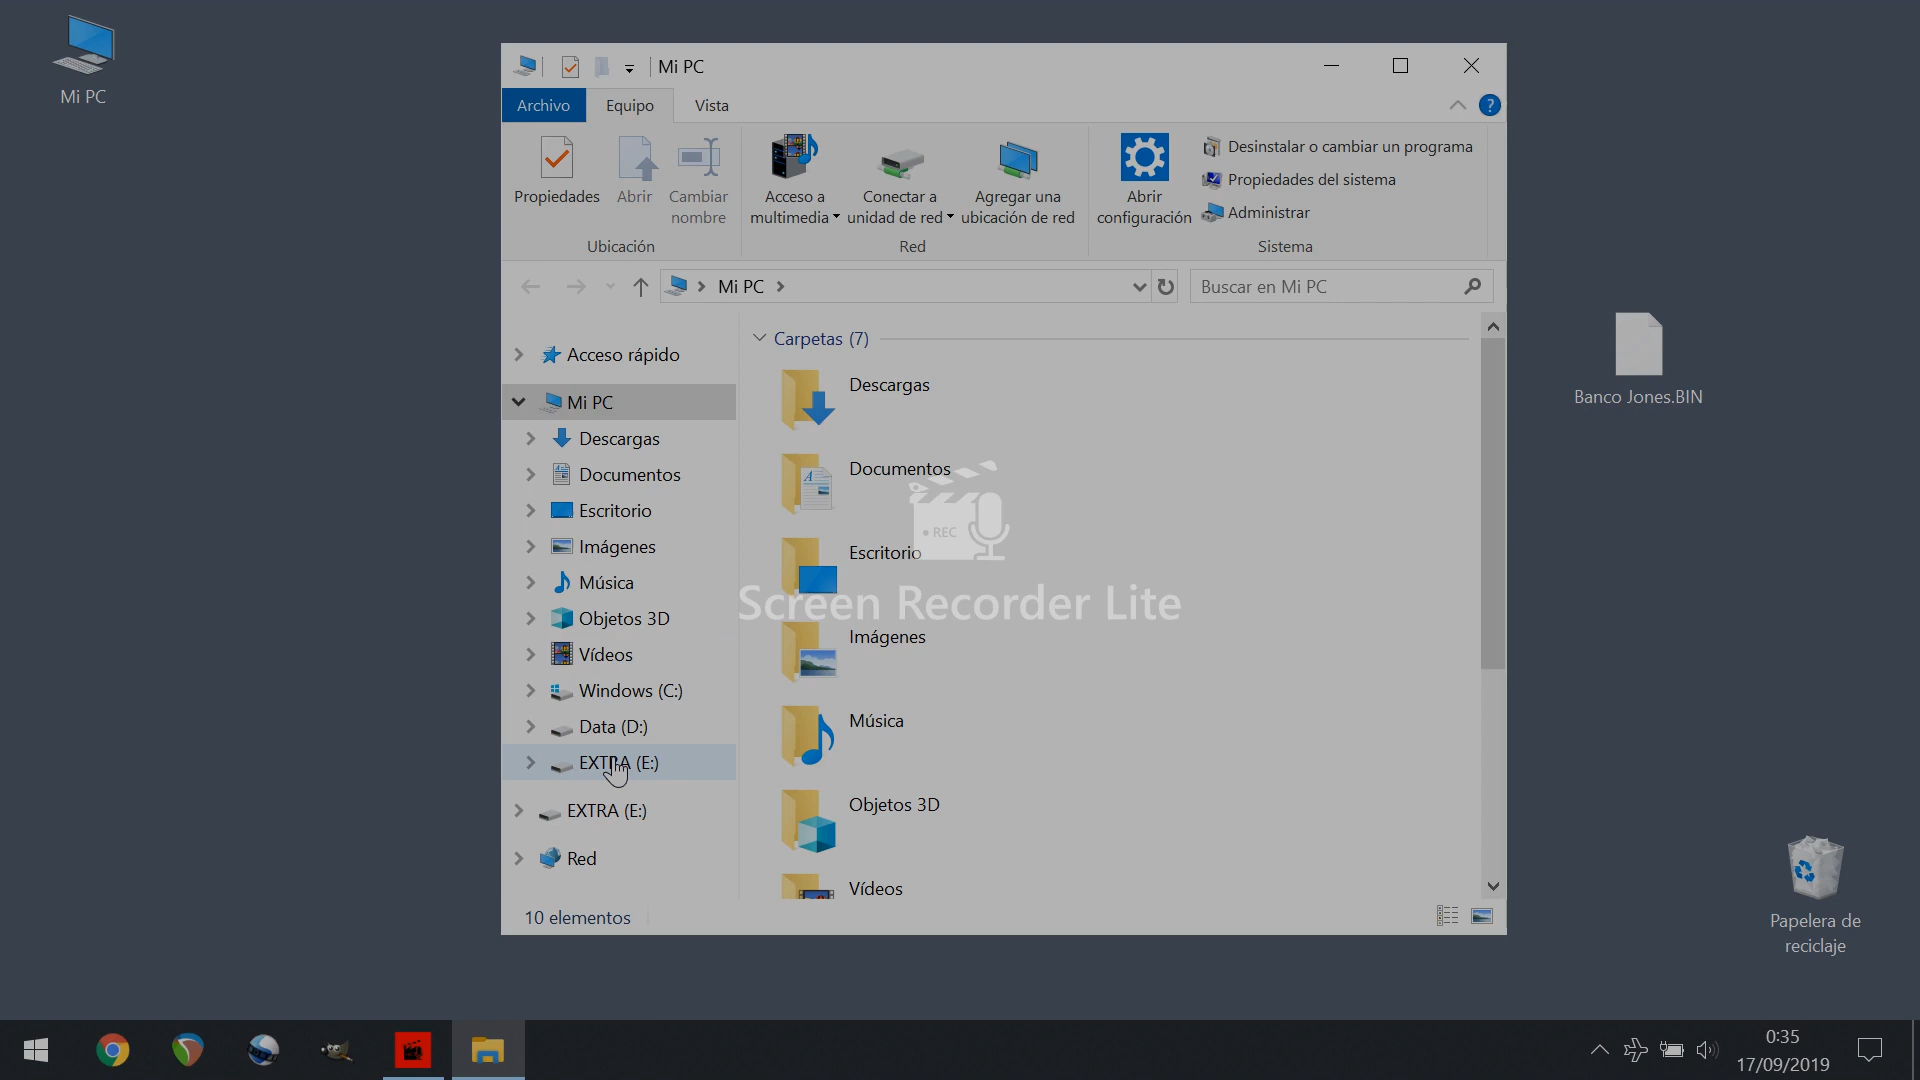 Mi PC
Mi PC
Archivo
Equipo
Vista
?
Propiedades
Abrir
Cambiar
nombre
Ubicación
Acceso a
multimedia
Conectar a
unidad de red
Agregar una
ubicación de red
Red
Abrir
configuración
Desinstalar o cambiar un programa
Propiedades del sistema
Administrar
Sistema
Mi PC
Buscar en Mi PC
Acceso rápido
Mi PC
Descargas
Documentos
Escritorio
Imágenes
Música
Objetos 3D
Vídeos
Windows (C:)
Data (D:)
EXTRA (E:)
EXTRA (E:)
Red
Carpetas (7)
Descargas
Documentos
Escritorio
Imágenes
Música
Objetos 3D
Vídeos
REC
Screen Recorder Lite
10 elementos
Banco Jones.BIN
Papelera de
reciclaje
0:35
17/09/2019